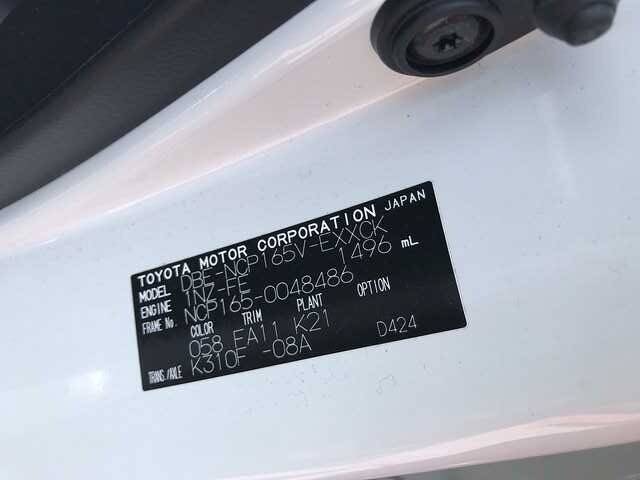 TOYOTA MOTOR CORPORATION JAPAN
MODEL DBE-NCP165V-EXXCK
ENGINE 1NZ-FE 1496 mL
FRAME No. NCP165-0048486
COLOR TRIM PLANT OPTION
058 FA11 K21
TRANS./AXLE K310F -08A D424